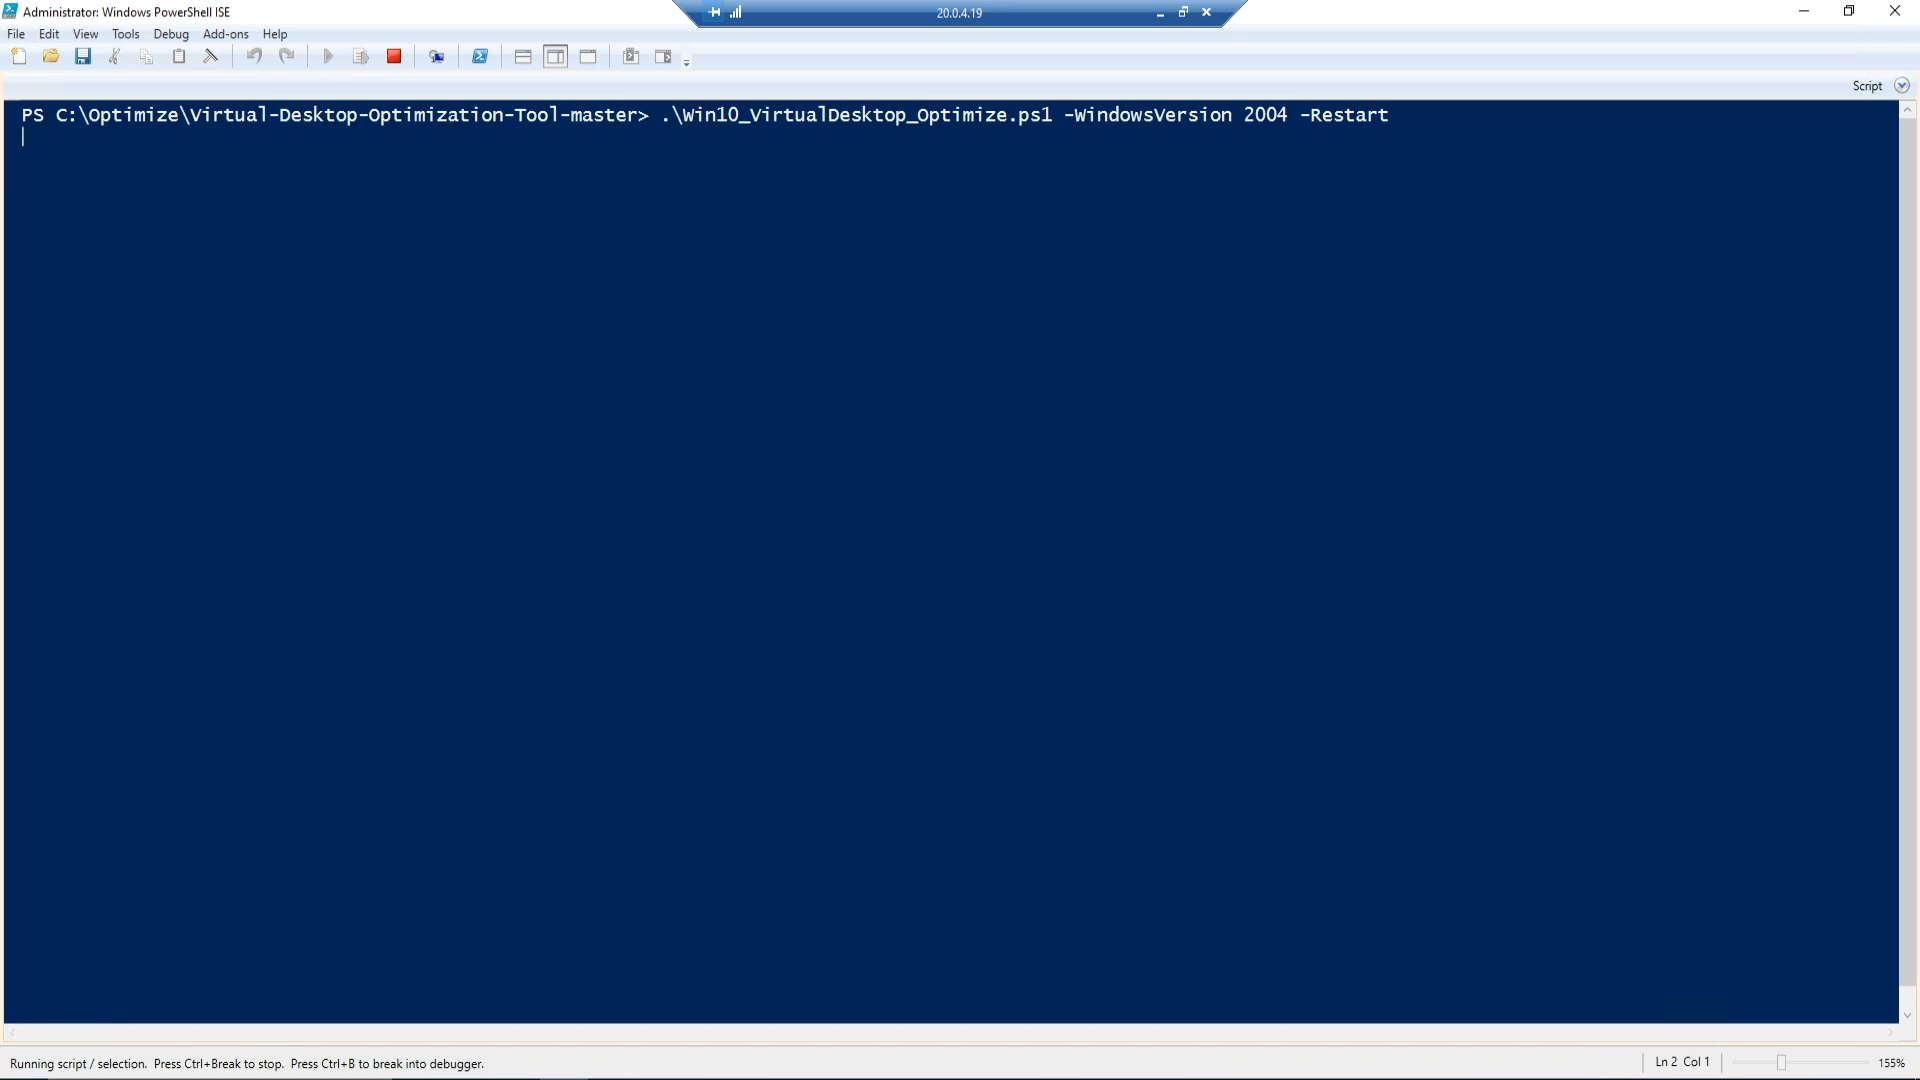 Administrator: Windows PowerShell ISE
20.0.4.19
File Edit View Tools Debug Add-ons Help
Script
PS C:\Optimize\Virtual-Desktop-Optimization-Tool-master> .\Win10_VirtualDesktop_Optimize.ps1 -WindowsVersion 2004 -Restart
Running script / selection. Press Ctrl+Break to stop. Press Ctrl+B to break into debugger.
Ln 2 Col 1
155%